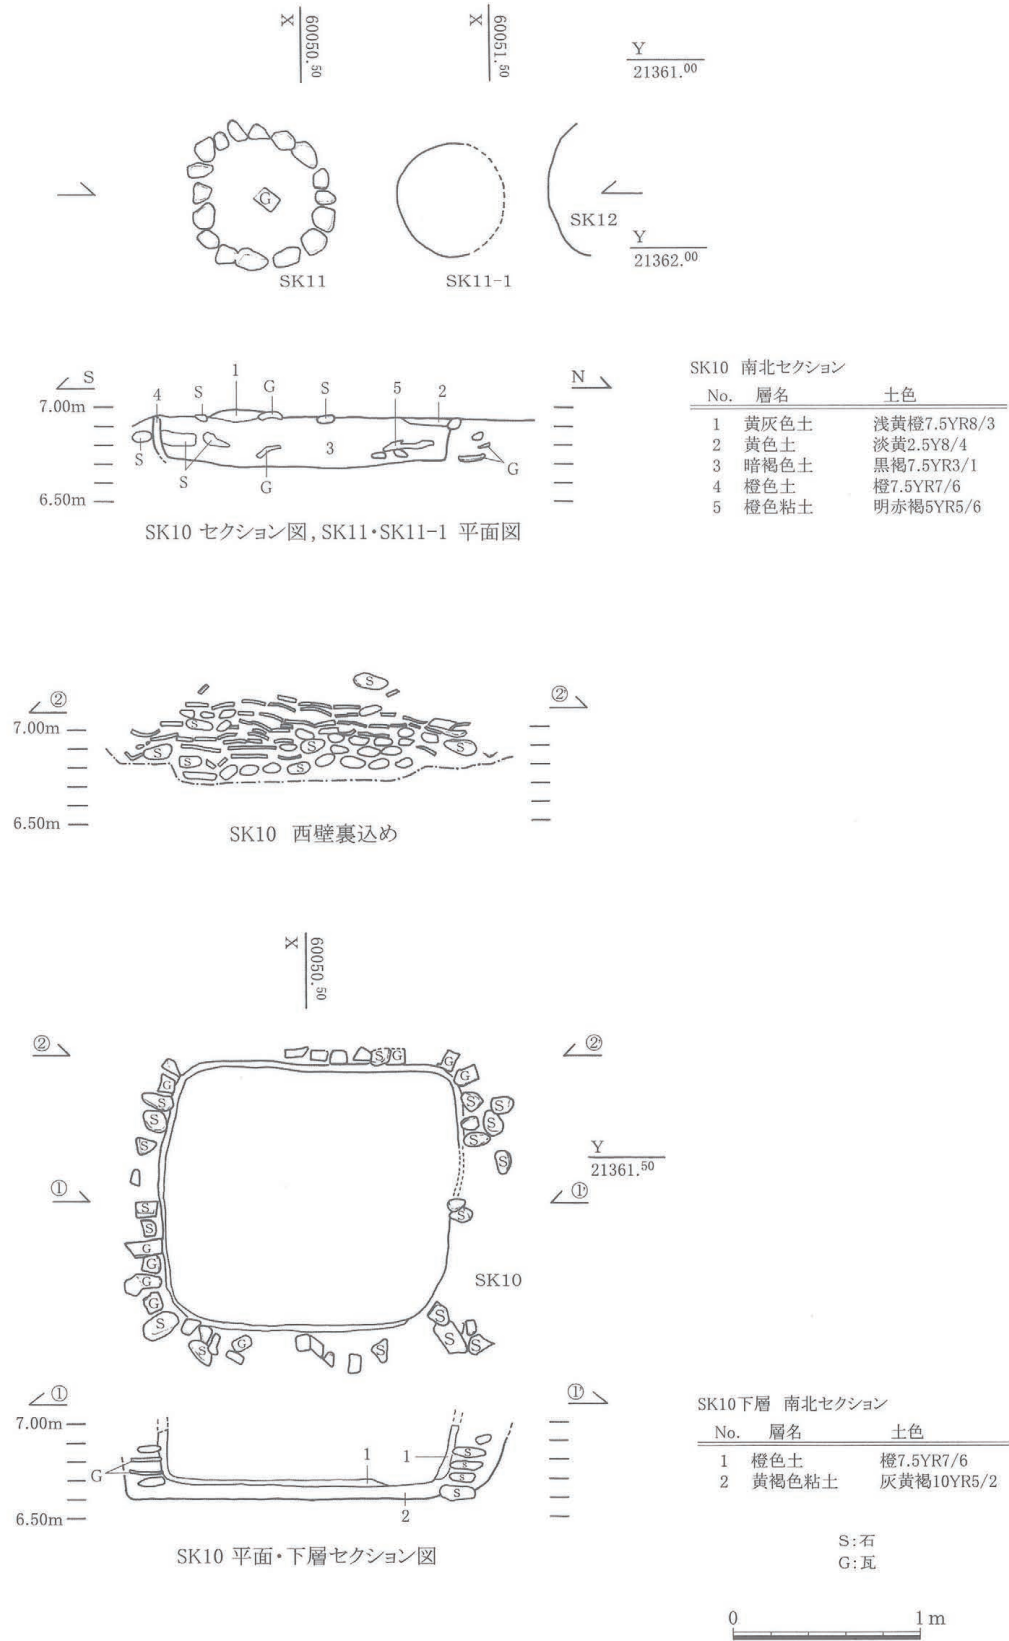 X 60050.50
X 60051.50
Y 21361.00
G
SK11
SK11-1
SK12
Y 21362.00
S N
7.00m
4 S 1 G S 5 2
3
S S G G
6.50m
SK10 セクション図, SK11・SK11-1 平面図
SK10 南北セクション
No. 層名 土色
1 黄灰色土 浅黄橙7.5YR8/3
2 黄色土 淡黄2.5Y8/4
3 暗褐色土 黒褐7.5YR3/1
4 橙色土 橙7.5YR7/6
5 橙色粘土 明赤褐5YR5/6
② ②'
S
7.00m
S
S S S
S S
6.50m
SK10 西壁裏込め
X 60050.50
② ②'
S G G
G G
S S S
S S
S S
S
Y 21361.50
① ①'
S S
S
G
G
G
G
SK10
S S
S G S S S
① ①'
7.00m
1 1
G S
S
S
S
6.50m
2
SK10 平面・下層セクション図
SK10下層 南北セクション
No. 層名 土色
1 橙色土 橙7.5YR7/6
2 黄褐色粘土 灰黄褐10YR5/2
S:石
G:瓦
0 1m